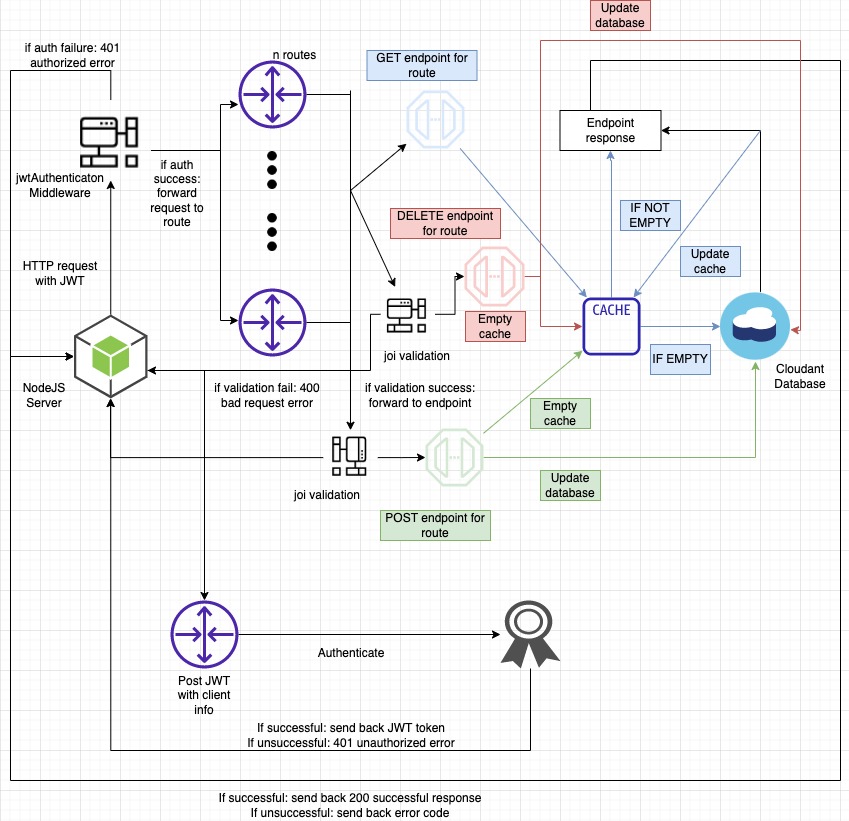 Update
database
if auth failure: 401
authorized error
n routes
GET endpoint for
route
Endpoint
response
jwtAuthenticaton
Middleware
if auth
success:
forward
request to
route
DELETE endpoint
for route
IF NOT
EMPTY
Update
cache
HTTP request
with JWT
CACHE
Empty
cache
joi validation
IF EMPTY
Cloudant
Database
NodeJS
Server
if validation fail: 400
bad request error
if validation success:
forward to endpoint
Empty
cache
joi validation
Update
database
POST endpoint for
route
Authenticate
Post JWT
with client
info
If successful: send back JWT token
If unsuccessful: 401 unauthorized error
If successful: send back 200 successful response
If unsuccessful: send back error code